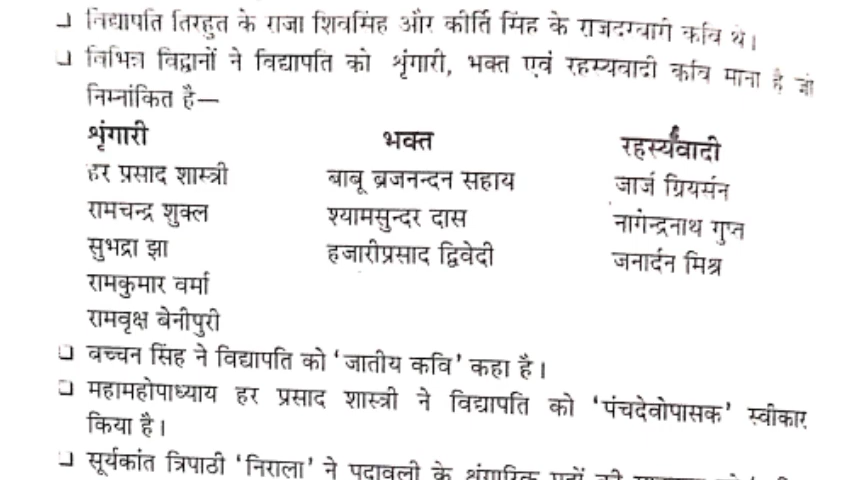 ❑ विद्यापति तिरहुत के राजा शिवसिंह और कीर्ति सिंह के राजदरबारी कवि थे।
❑ विभिन्न विद्वानों ने विद्यापति को शृंगारी, भक्त एवं रहस्यवादी कवि माना है जो
निम्नांकित है—
शृंगारी भक्त रहस्यवादी
हर प्रसाद शास्त्री बाबू ब्रजनन्दन सहाय जार्ज ग्रियर्सन
रामचन्द्र शुक्ल श्यामसुन्दर दास नागेन्द्रनाथ गुप्त
सुभद्रा झा हजारीप्रसाद द्विवेदी जनार्दन मिश्र
रामकुमार वर्मा
रामवृक्ष बेनीपुरी
❑ बच्चन सिंह ने विद्यापति को ‘जातीय कवि’ कहा है।
❑ महामहोपाध्याय हर प्रसाद शास्त्री ने विद्यापति को ‘पंचदेवोपासक’ स्वीकार
किया है।
❑ सूर्यकांत त्रिपाठी ‘निराला’ ने पदावली के शृंगारिक